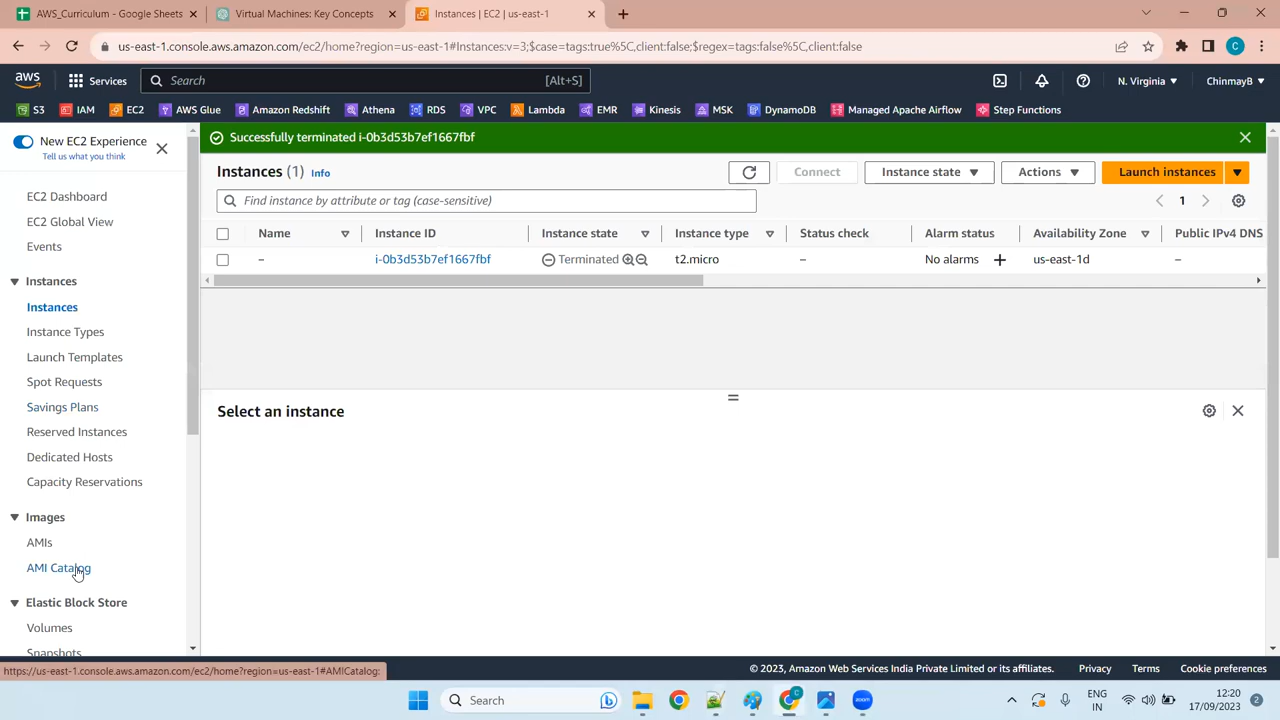 AWS_Curriculum - Google Sheets
Virtual Machines: Key Concepts
Instances | EC2 | us-east-1
us-east-1.console.aws.amazon.com/ec2/home?region=us-east-1#Instances:v=3;$case=tags:true%5C,client:false;$regex=tags:false%5C,client:false
C
aws
Services
Search
[Alt+S]
N. Virginia
ChinmayB
S3
IAM
EC2
AWS Glue
Amazon Redshift
Athena
RDS
VPC
Lambda
EMR
Kinesis
MSK
DynamoDB
Managed Apache Airflow
Step Functions
New EC2 Experience
Tell us what you think
EC2 Dashboard
EC2 Global View
Events
Instances
Instances
Instance Types
Launch Templates
Spot Requests
Savings Plans
Reserved Instances
Dedicated Hosts
Capacity Reservations
Images
AMIs
AMI Catalog
Elastic Block Store
Volumes
Snapshots
Successfully terminated i-0b3d53b7ef1667fbf
Instances (1) Info
Connect
Instance state
Actions
Launch instances
Find instance by attribute or tag (case-sensitive)
1
Name
Instance ID
Instance state
Instance type
Status check
Alarm status
Availability Zone
Public IPv4 DNS
–
i-0b3d53b7ef1667fbf
Terminated
t2.micro
–
No alarms +
us-east-1d
–
Select an instance
https://us-east-1.console.aws.amazon.com/ec2/home?region=us-east-1#AMICatalog:
© 2023, Amazon Web Services India Private Limited or its affiliates.
Privacy
Terms
Cookie preferences
Search
C
zoom
ENG
IN
12:20
17/09/2023
2